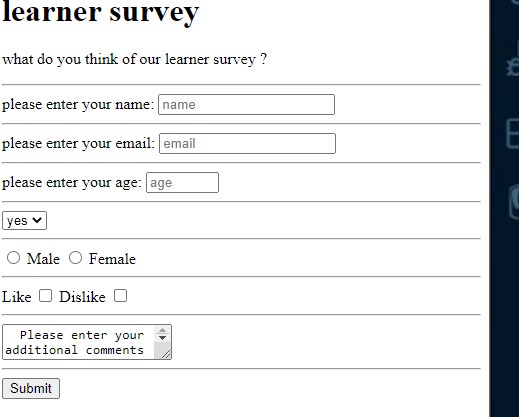 learner survey
what do you think of our learner survey ?
please enter your name: name
please enter your email: email
please enter your age: age
yes
Male Female
Like Dislike
Please enter your
additional comments
Submit